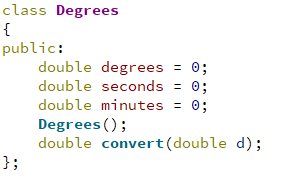 class Degrees
{
public:
    double degrees = 0;
    double seconds = 0;
    double minutes = 0;
    Degrees();
    double convert(double d);
};